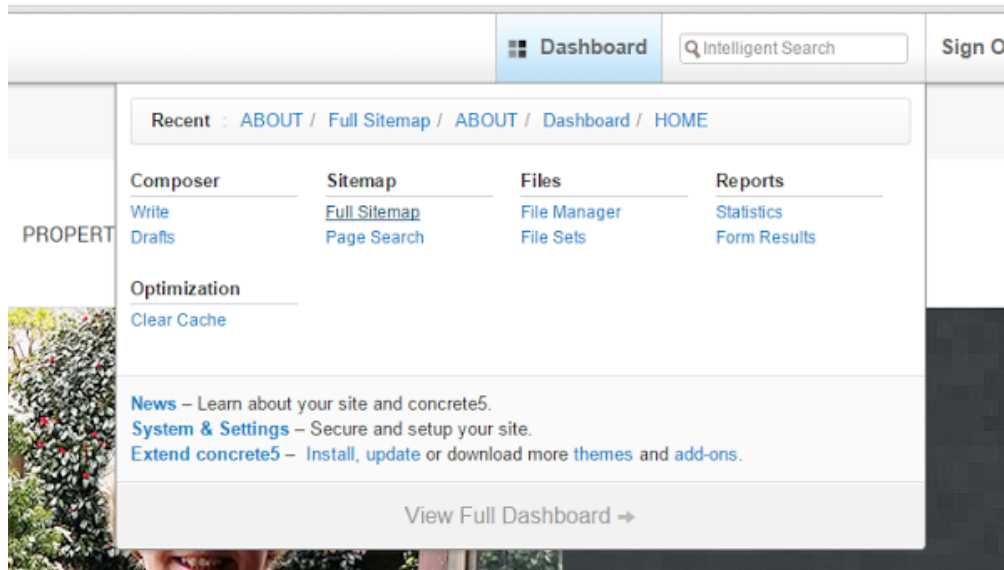 Dashboard
Intelligent Search
Sign O
Recent : ABOUT / Full Sitemap / ABOUT / Dashboard / HOME
Composer
Write
Drafts
Sitemap
Full Sitemap
Page Search
Files
File Manager
File Sets
Reports
Statistics
Form Results
PROPERT
Optimization
Clear Cache
News – Learn about your site and concrete5.
System & Settings – Secure and setup your site.
Extend concrete5 – Install, update or download more themes and add-ons.
View Full Dashboard →